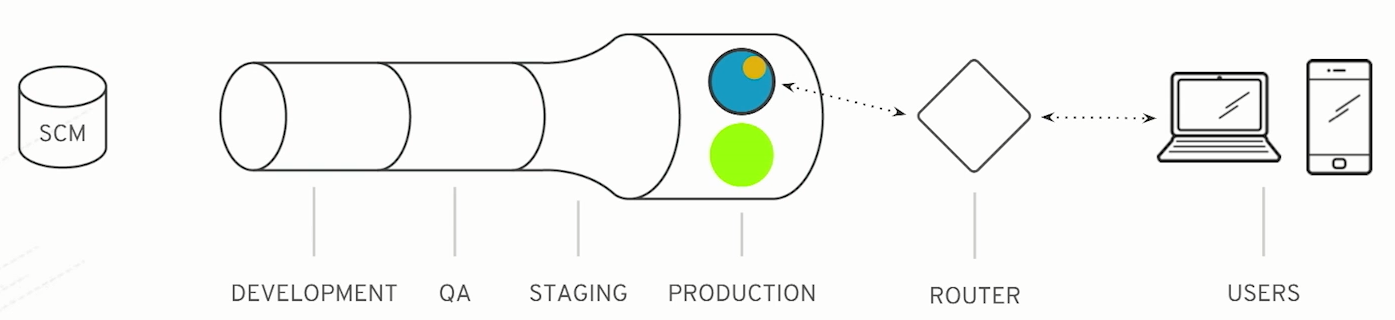 SCM
DEVELOPMENT
QA
STAGING
PRODUCTION
ROUTER
USERS